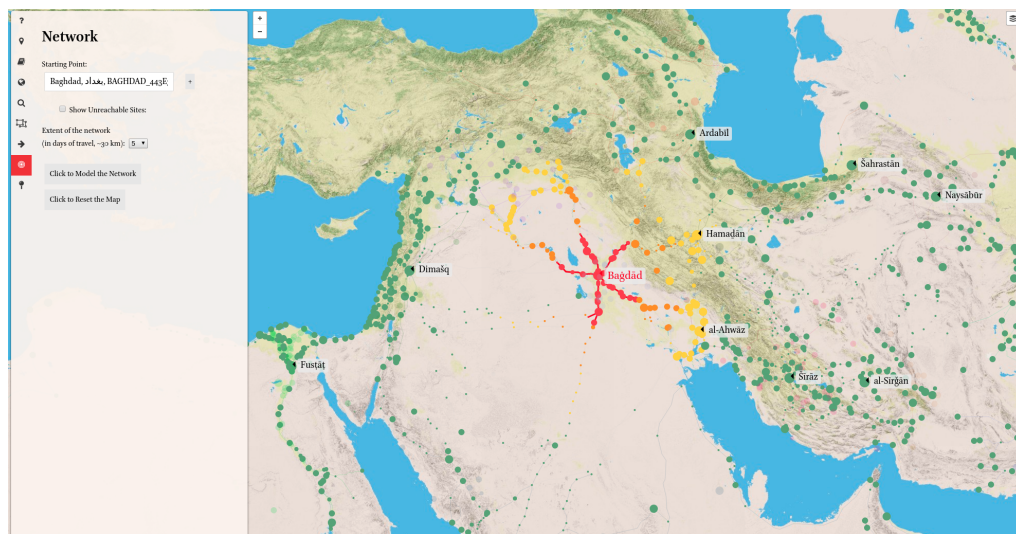 Network
Starting Point:
Baghdad, بغداد, BAGHDAD_443E
+
Show Unreachable Sites:
Extent of the network
(in days of travel, ~30 km): 5
Click to Model the Network
Click to Reset the Map
?
+
−
Ardabīl
Šahrastān
Naysābūr
Hamaḏān
Dimašq
Baġdād
al-Ahwāz
Fusṭāṭ
Šīrāz
al-Sīrǧān